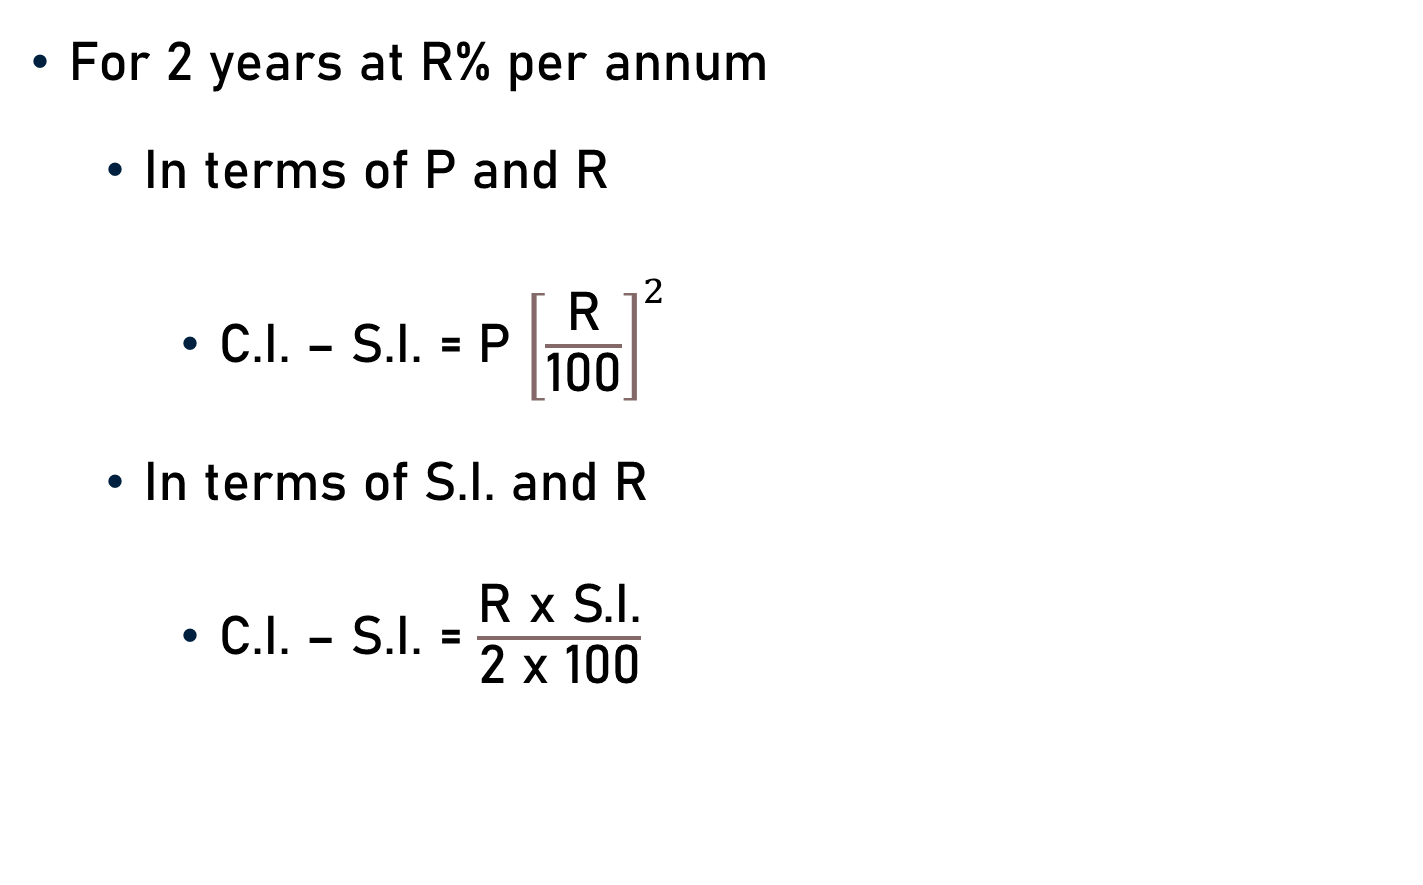 • For 2 years at R% per annum
• In terms of P and R
• C.I. – S.I. = P [R/100]²
• In terms of S.I. and R
• C.I. – S.I. = R x S.I. / 2 x 100